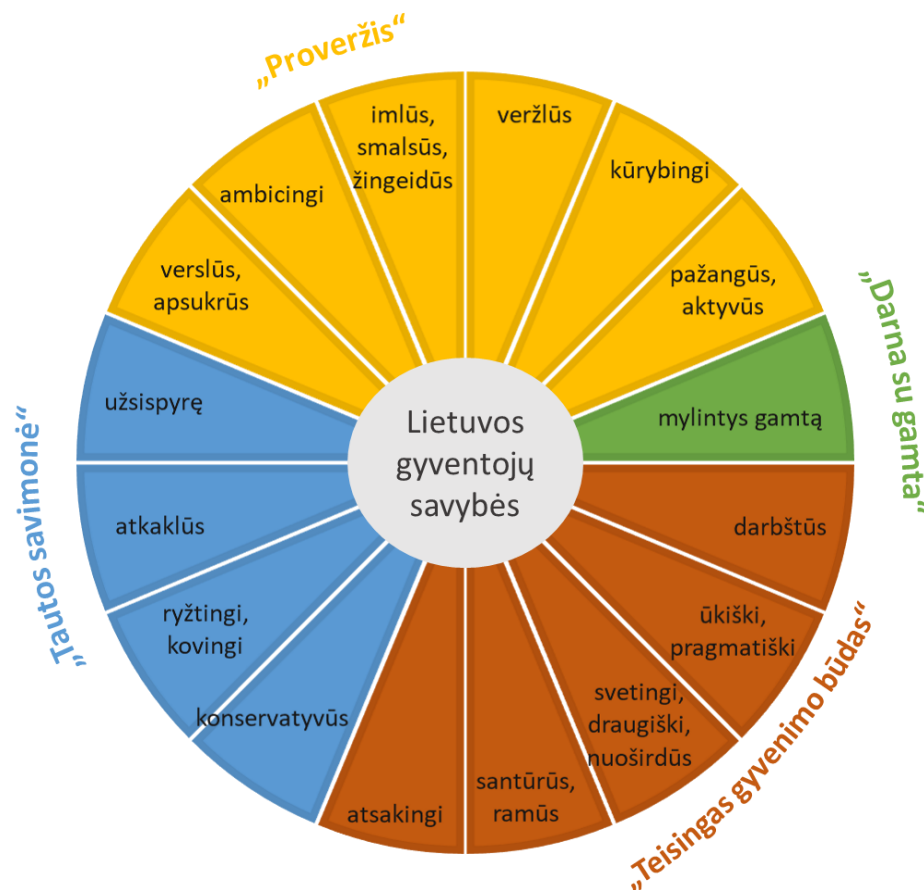 „Proveržis“
imlūs,
smalsūs,
žingeidūs
veržlūs
kūrybingi
pažangūs,
aktyvūs
ambicingi
verslūs,
apsukrūs
„Darna su gamta“
mylintys gamtą
Lietuvos
gyventojų
savybės
darbštūs
ūkiški,
pragmatiški
svetingi,
draugiški,
nuoširdūs
santūrūs,
ramūs
atsakingi
„Teisingas gyvenimo būdas“
„Tautos savimonė“
užsispyrę
atkaklūs
ryžtingi,
kovingi
konservatyvūs